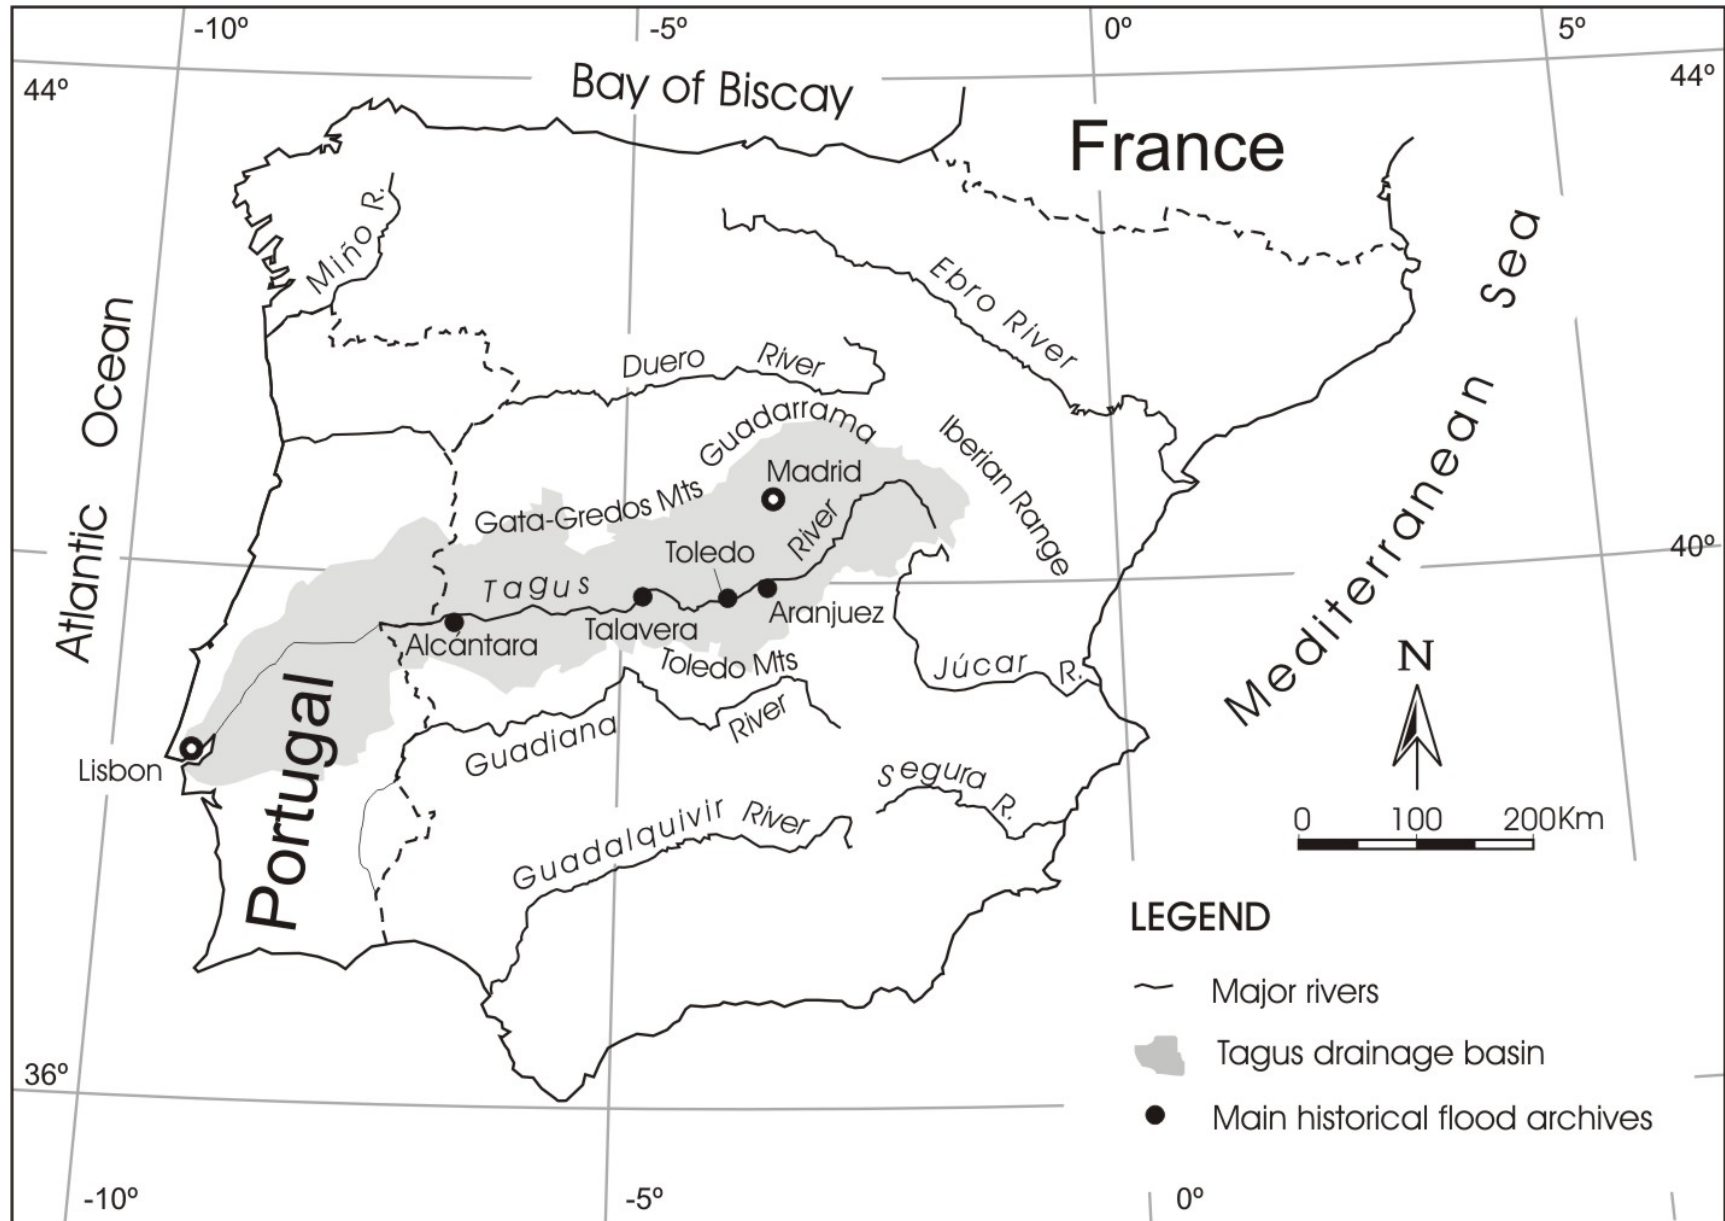 -10º
-5º
0º
5º
44º
44º
Bay of Biscay
France
Miño R.
Ebro River
Mediterranean Sea
Atlantic Ocean
Duero River
Guadarrama
Iberian Range
Madrid
Gata-Gredos Mts
40º
Toledo
Tagus River
Aranjuez
Talavera
Alcántara
Toledo Mts
Júcar R.
N
Portugal
Guadiana River
Lisbon
Segura R.
Guadalquivir River
0 100 200Km
LEGEND
Major rivers
Tagus drainage basin
Main historical flood archives
36º
-10º
-5º
0º